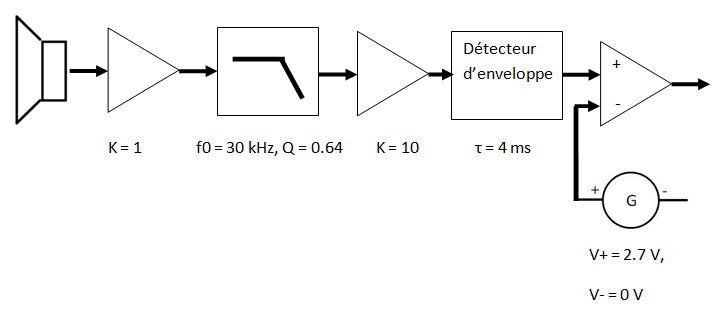 Détecteur
d’enveloppe
+
-
K = 1
f0 = 30 kHz, Q = 0.64
K = 10
τ = 4 ms
+
G
-
V+ = 2.7 V,
V- = 0 V